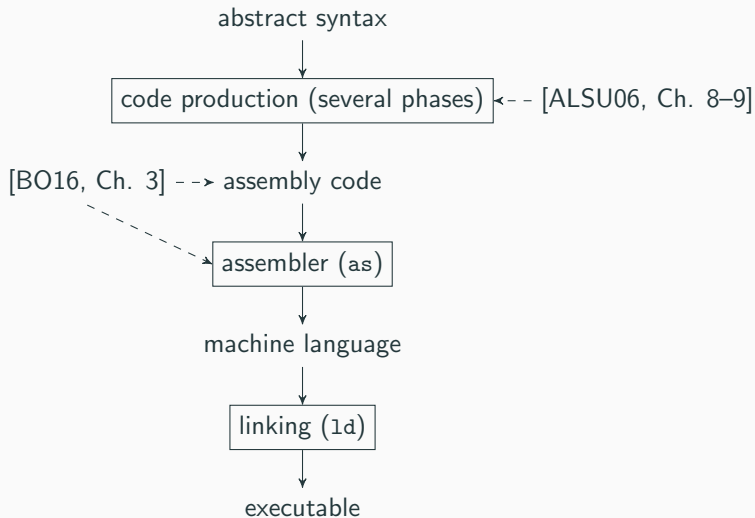 abstract syntax
code production (several phases)
[ALSU06, Ch. 8–9]
[BO16, Ch. 3]
assembly code
assembler (as)
machine language
linking (ld)
executable